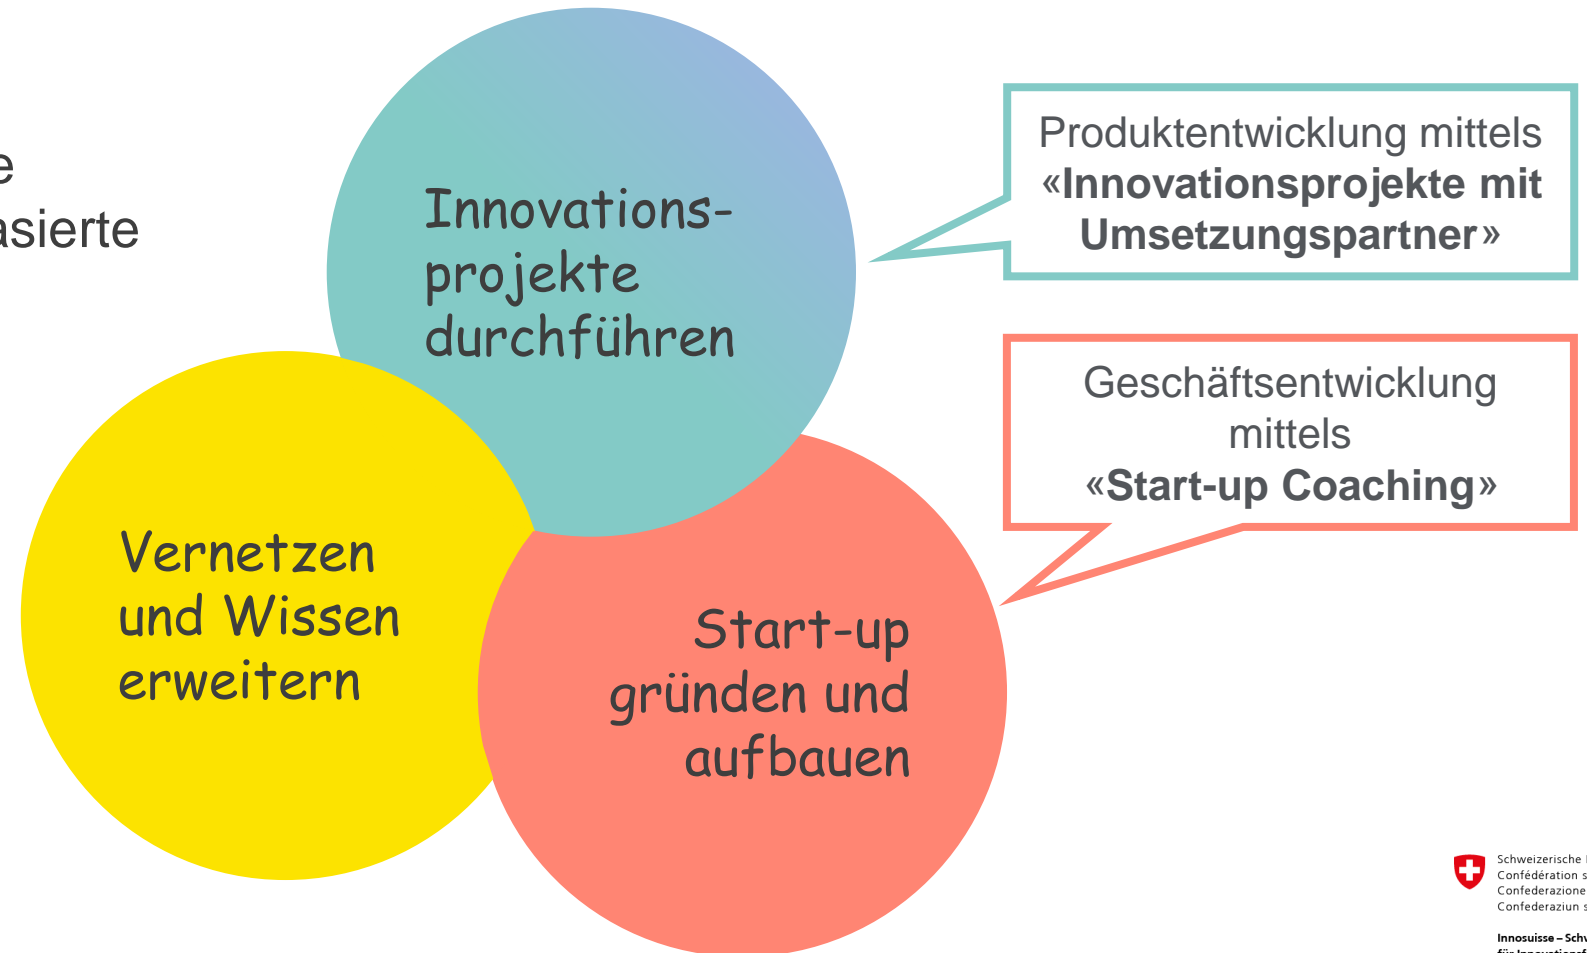 Innovations-
projekte
durchführen
Vernetzen
und Wissen
erweitern
Start-up
gründen und
aufbauen
Produktentwicklung mittels
«Innovationsprojekte mit
Umsetzungspartner»
Geschäftsentwicklung
mittels
«Start-up Coaching»
Schweizerische
Confédération
Confederazione
Confederaziun
Innosuisse –